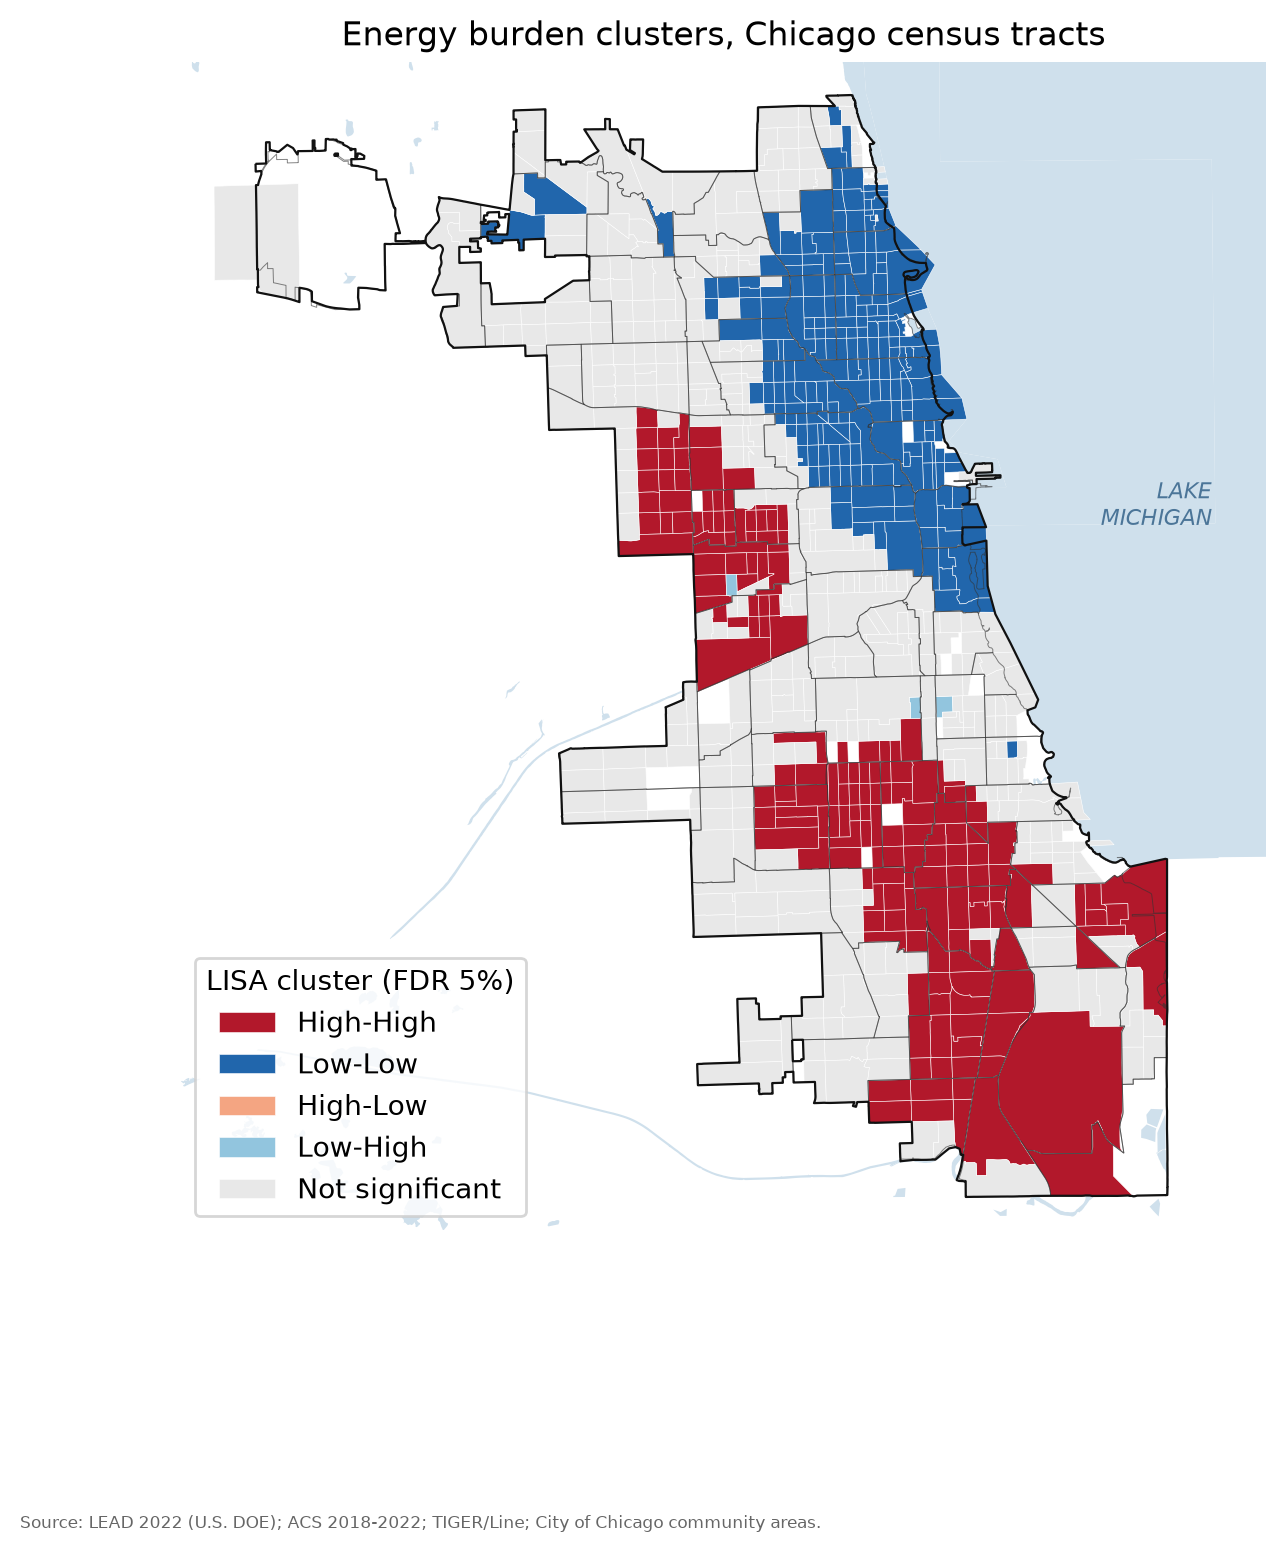 Energy burden clusters, Chicago census tracts
LAKE
MICHIGAN
LISA cluster (FDR 5%)
High-High
Low-Low
High-Low
Low-High
Not significant
Source: LEAD 2022 (U.S. DOE); ACS 2018-2022; TIGER/Line; City of Chicago community areas.